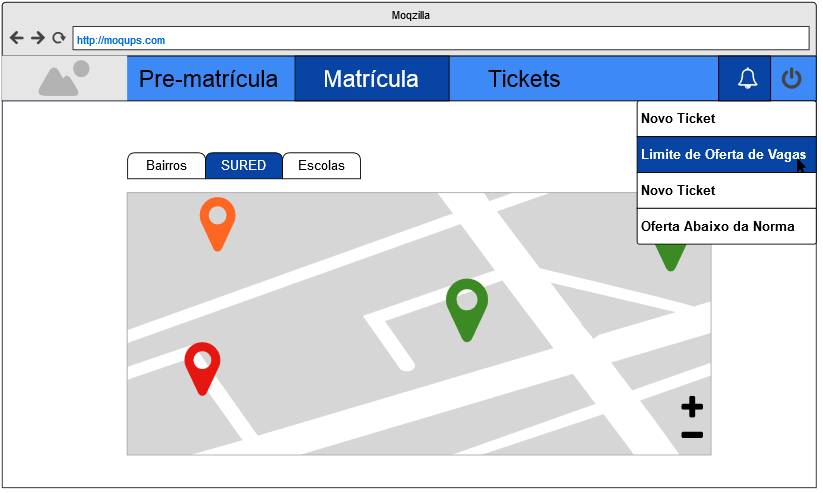 Moqzilla
http://moqups.com
Pre-matrícula
Matrícula
Tickets
Novo Ticket
Limite de Oferta de Vagas
Novo Ticket
Oferta Abaixo da Norma
Bairros
SURED
Escolas